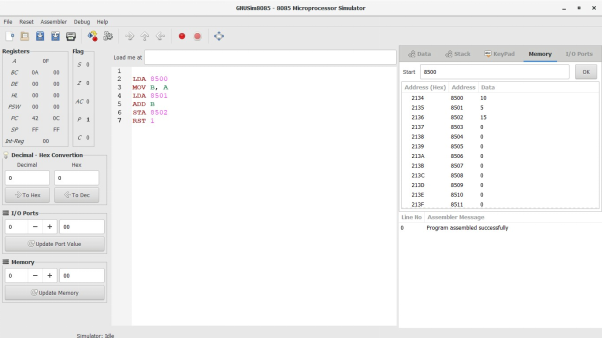 GNUSim8085 - 8085 Microprocessor Simulator
File Reset Assembler Debug Help
Registers
A 0F
BC 0A 00
DE 00 00
HL 00 00
PSW 00 00
PC 42 0C
SP FF FF
Int-Reg 00
Flag
S 0
Z 0
AC 0
P 1
C 0
Decimal - Hex Convertion
Decimal Hex
0 0
To Hex To Dec
I/O Ports
0 − + 00
Update Port Value
Memory
0 − + 00
Update Memory
Load me at
1
2 LDA 8500
3 MOV B, A
4 LDA 8501
5 ADD B
6 STA 8502
7 RST 1
Data Stack KeyPad Memory I/O Ports
Start 8500 OK
Address (Hex) Address Data
2134 8500 10
2135 8501 5
2136 8502 15
2137 8503 0
2138 8504 0
2139 8505 0
213A 8506 0
213B 8507 0
213C 8508 0
213D 8509 0
213E 8510 0
213F 8511 0
Line No Assembler Message
0 Program assembled successfully
Simulator: Idle